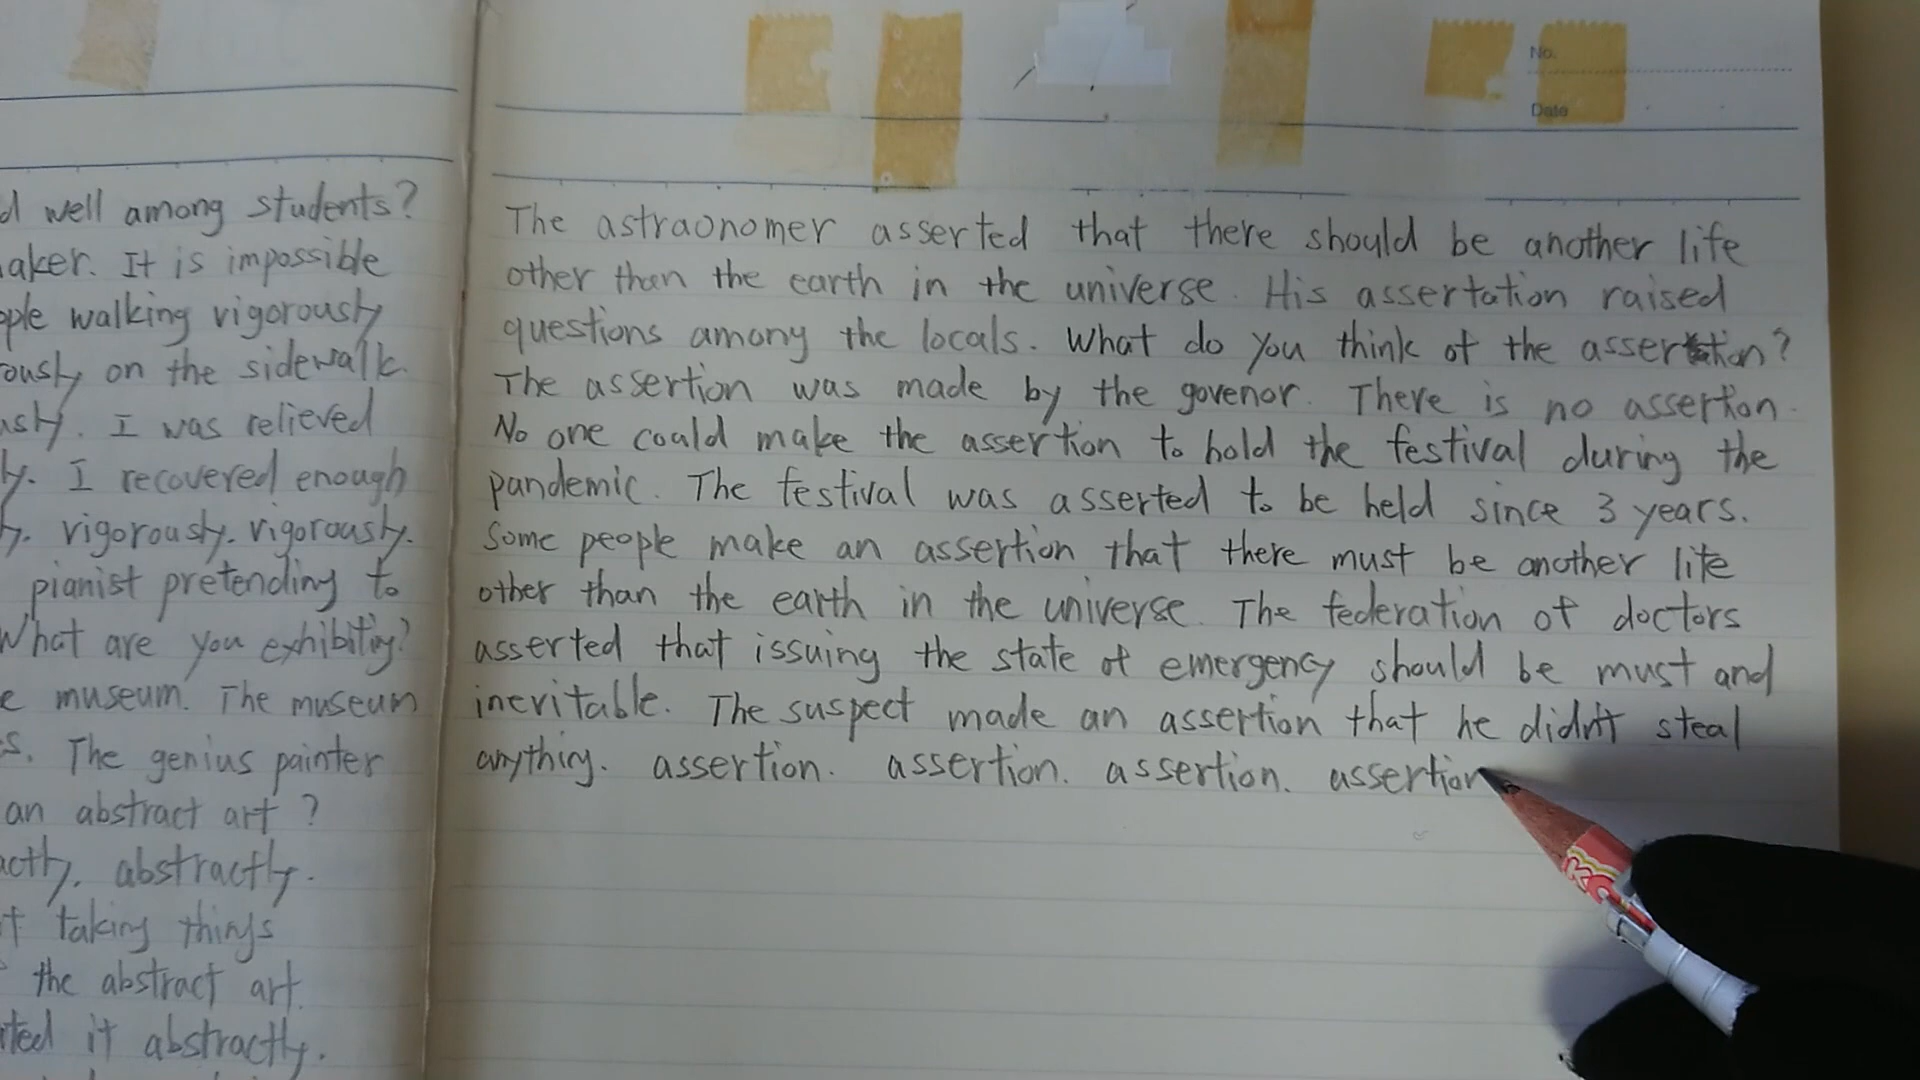 d well among students?
aker. It is impossible
ople walking vigorously
ously on the sidewalk.
usly. I was relieved
ly. I recovered enough
y. vigorously. vigorously.
pianist pretending to
What are you exhibiting?
e museum. The museum
s. The genius painter
an abstract art ?
actly, abstractly.
t taking things
the abstract art.
ted it abstractly.
No.
Date
The astraonomer asserted that there should be another life
other than the earth in the universe. His assertation raised
questions among the locals. What do you think of the assertion?
The assertion was made by the govenor. There is no assertion.
No one could make the assertion to hold the festival during the
pandemic. The festival was asserted to be held since 3 years.
Some people make an assertion that there must be another life
other than the earth in the universe. The federation of doctors
asserted that issuing the state of emergency should be must and
inevitable. The suspect made an assertion that he didn't steal
anything. assertion. assertion. assertion. assertion